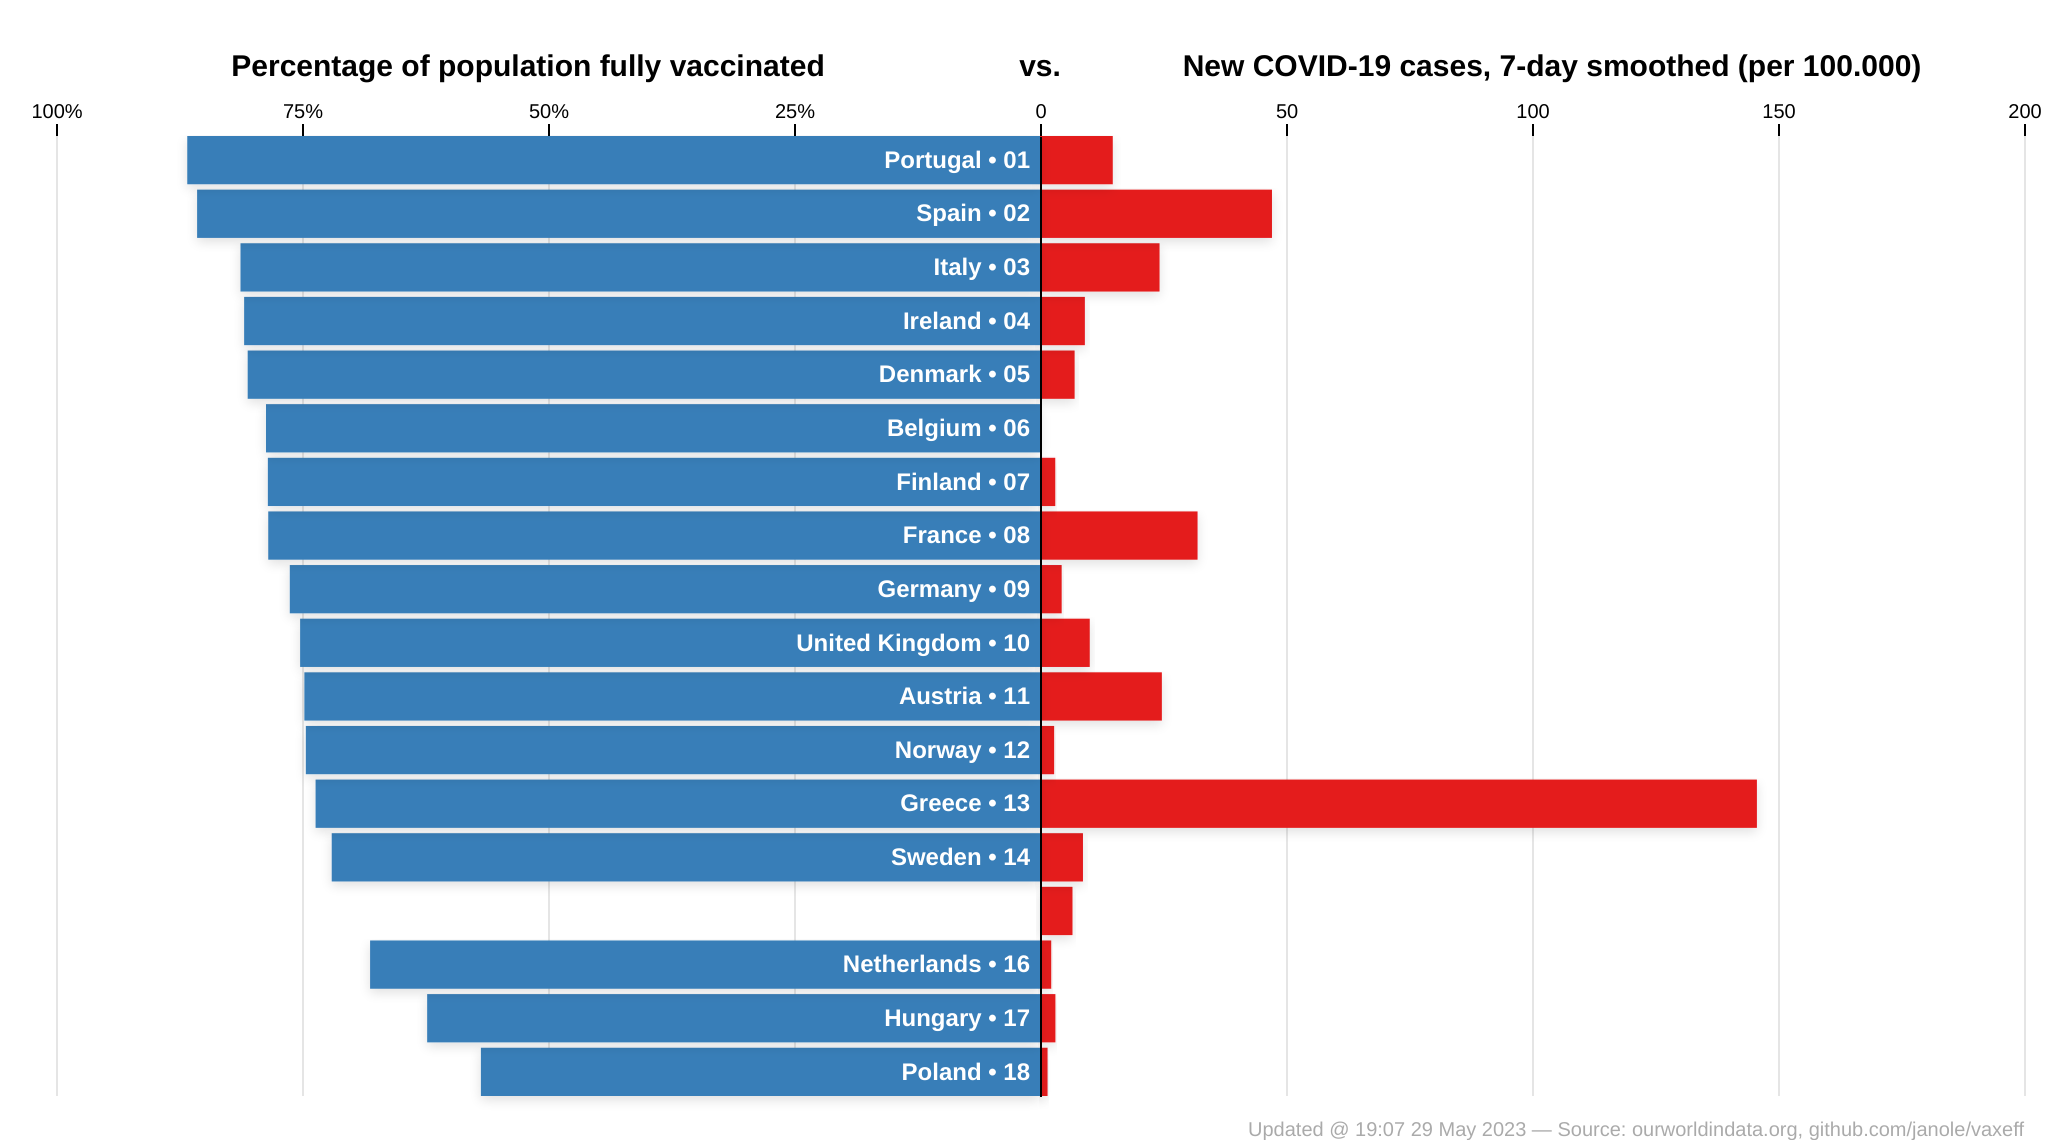 Percentage of population fully vaccinated vs. New COVID-19 cases, 7-day smoothed (per 100.000)
100% 75% 50% 25% 0 50 100 150 200
Portugal • 01
Spain • 02
Italy • 03
Ireland • 04
Denmark • 05
Belgium • 06
Finland • 07
France • 08
Germany • 09
United Kingdom • 10
Austria • 11
Norway • 12
Greece • 13
Sweden • 14
Netherlands • 16
Hungary • 17
Poland • 18
Updated @ 19:07 29 May 2023 — Source: ourworldindata.org, github.com/janole/vaxeff